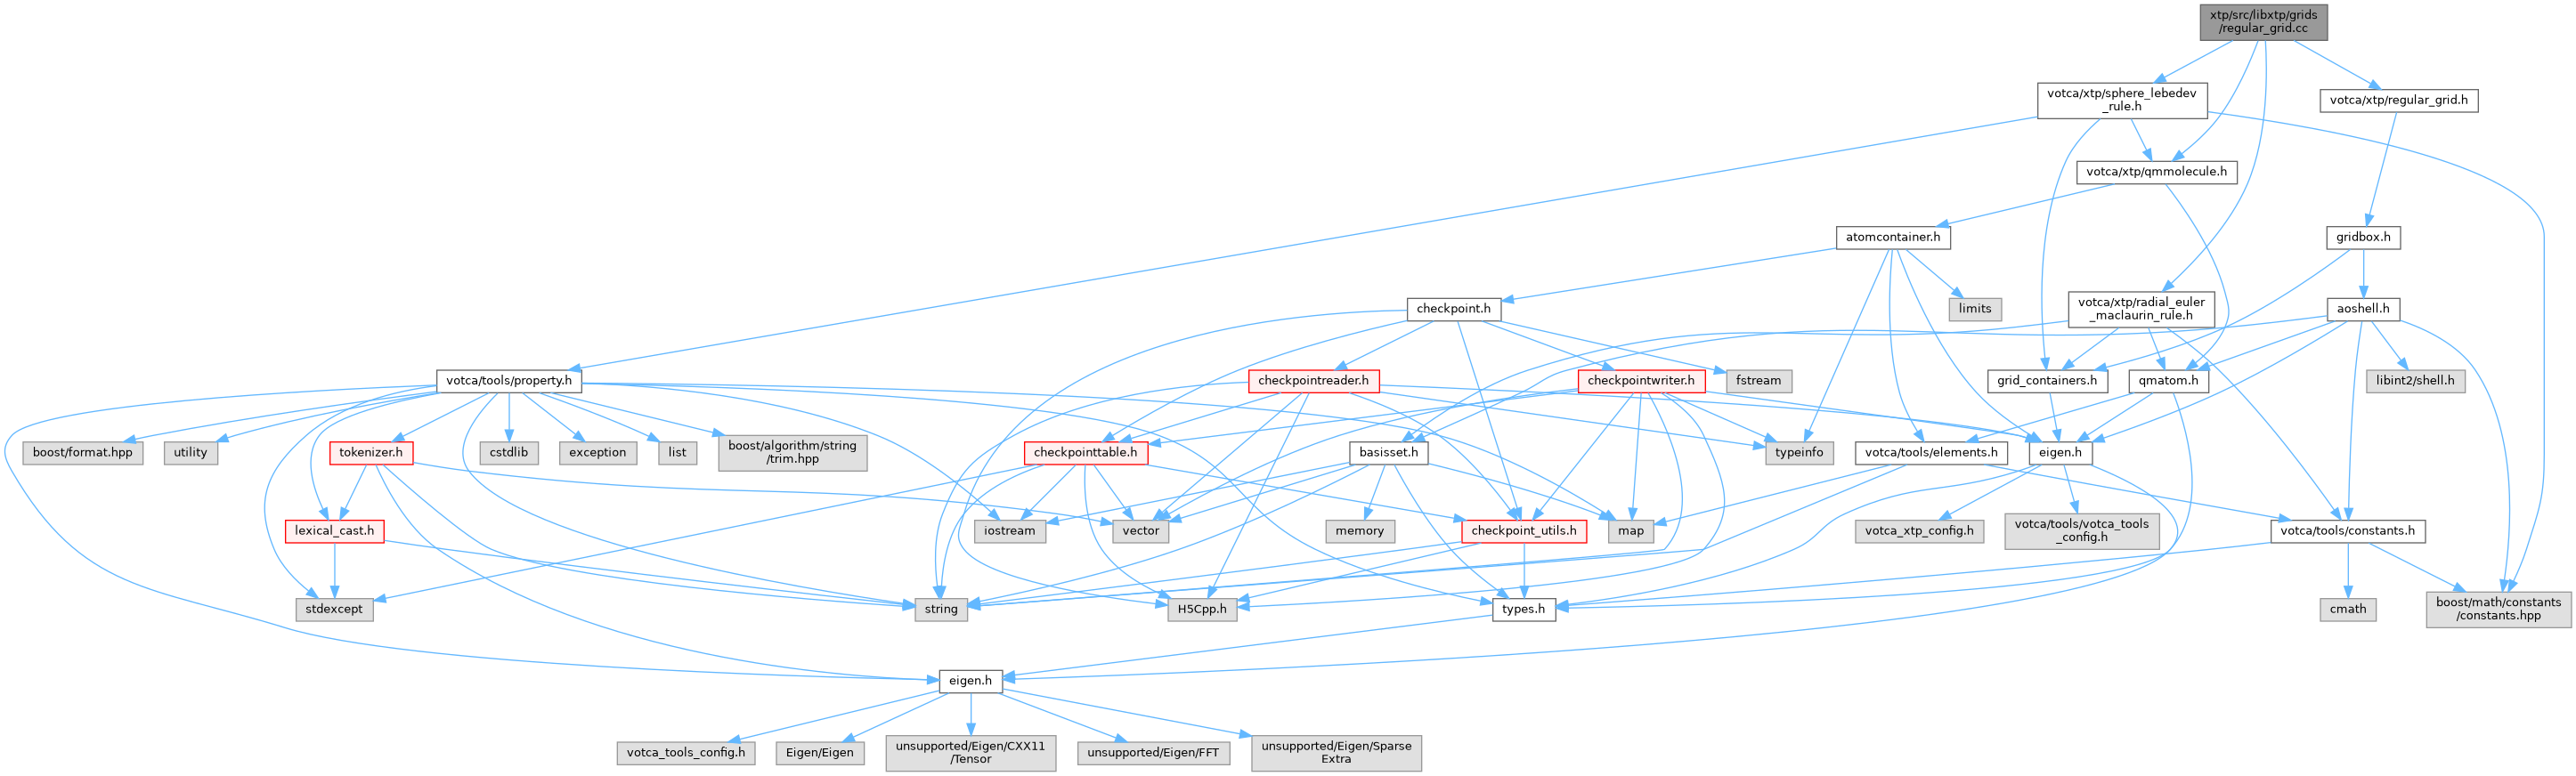 xtp/src/libxtp/grids
/regular_grid.cc
votca/xtp/sphere_lebedev
_rule.h
votca/xtp/regular_grid.h
votca/xtp/qmmolecule.h
atomcontainer.h
gridbox.h
checkpoint.h
limits
votca/xtp/radial_euler
_maclaurin_rule.h
aoshell.h
votca/tools/property.h
checkpointreader.h
checkpointwriter.h
fstream
grid_containers.h
qmatom.h
libint2/shell.h
boost/format.hpp
utility
tokenizer.h
cstdlib
exception
list
boost/algorithm/string
/trim.hpp
checkpointtable.h
basisset.h
typeinfo
votca/tools/elements.h
eigen.h
lexical_cast.h
iostream
vector
memory
checkpoint_utils.h
map
votca_xtp_config.h
votca/tools/votca_tools
_config.h
votca/tools/constants.h
stdexcept
string
H5Cpp.h
types.h
cmath
boost/math/constants
/constants.hpp
eigen.h
votca_tools_config.h
Eigen/Eigen
unsupported/Eigen/CXX11
/Tensor
unsupported/Eigen/FFT
unsupported/Eigen/Sparse
Extra